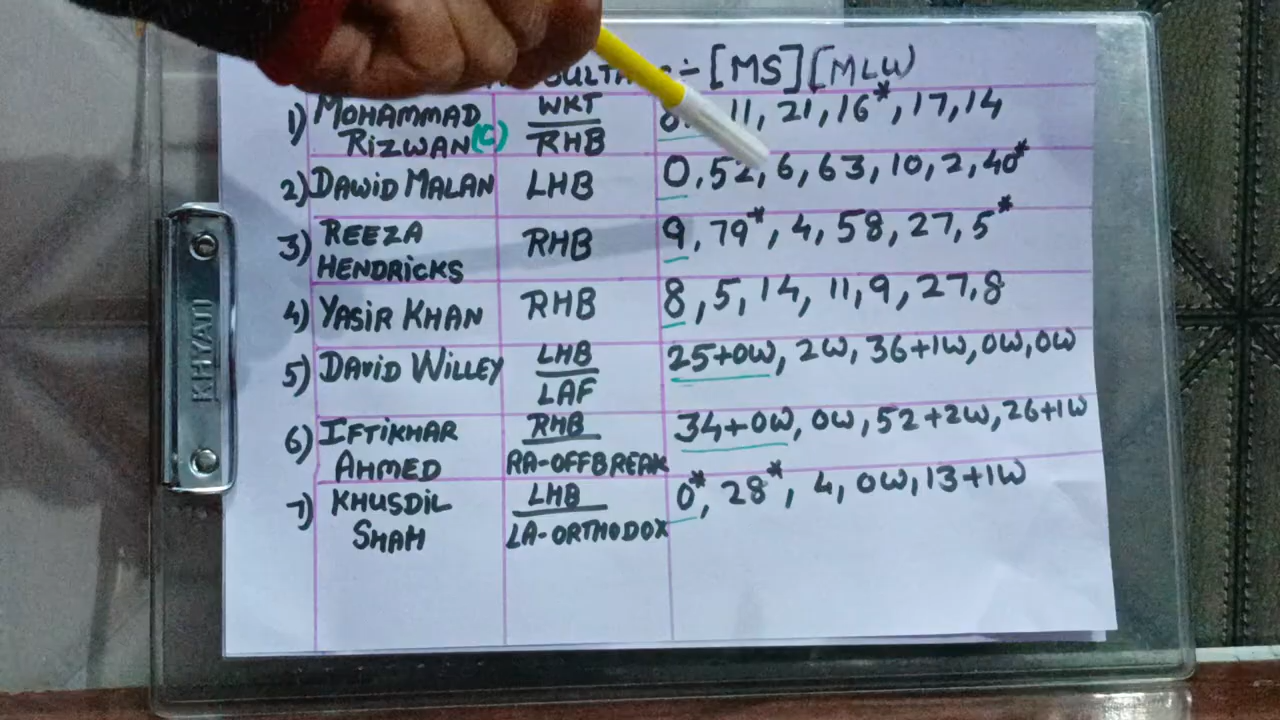 SULTANS:- [MS] [MLW)
1) MOHAMMAD RIZWAN (C) WKT RHB 11, 21, 16*, 17, 14
2) DAWID MALAN LHB 0, 52, 6, 63, 10, 2, 40*
3) REEZA HENDRICKS RHB 9, 79*, 4, 58, 27, 5*
4) YASIR KHAN RHB 8, 5, 14, 11, 9, 27, 8
5) DAVID WILLEY LHB LAF 25+0W, 2W, 36+1W, 0W, 0W
6) IFTIKHAR AHMED RHB RA-OFFBREAK 34+0W, 0W, 52+2W, 26+1W
7) KHUSDIL SHAH LHB LA-ORTHODOX 0*, 28*, 4, 0W, 13+1W
KHYATI